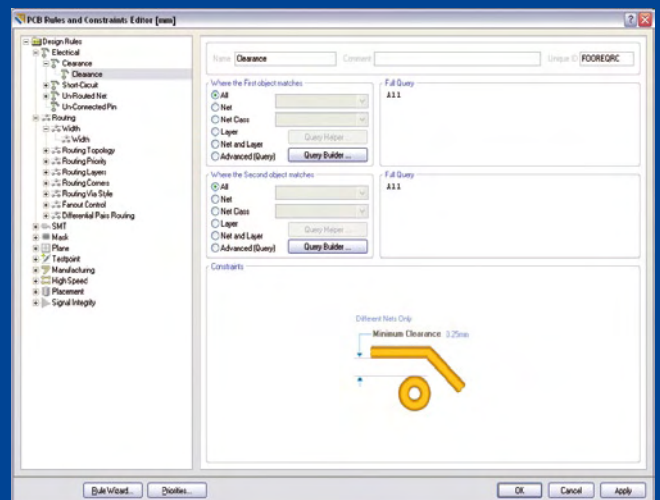 PCB Rules and Constraints Editor [mm]
Design Rules
Electrical
Clearance
Clearance
Short-Circuit
Un-Routed Net
Un-Connected Pin
Routing
Width
Width
Routing Topology
Routing Priority
Routing Layers
Routing Corners
Routing Via Style
Fanout Control
Differential Pairs Routing
SMT
Mask
Plane
Testpoint
Manufacturing
High Speed
Placement
Signal Integrity
Name Clearance Comment Unique ID FOOREQRC
Where the First object matches
All
Net
Net Class
Layer
Net and Layer
Advanced (Query)
Query Helper ...
Query Builder ...
Full Query
All
Where the Second object matches
All
Net
Net Class
Layer
Net and Layer
Advanced (Query)
Query Helper ...
Query Builder ...
Full Query
All
Constraints
Different Nets Only
Minimum Clearance 0.25mm
Rule Wizard... Priorities... OK Cancel Apply